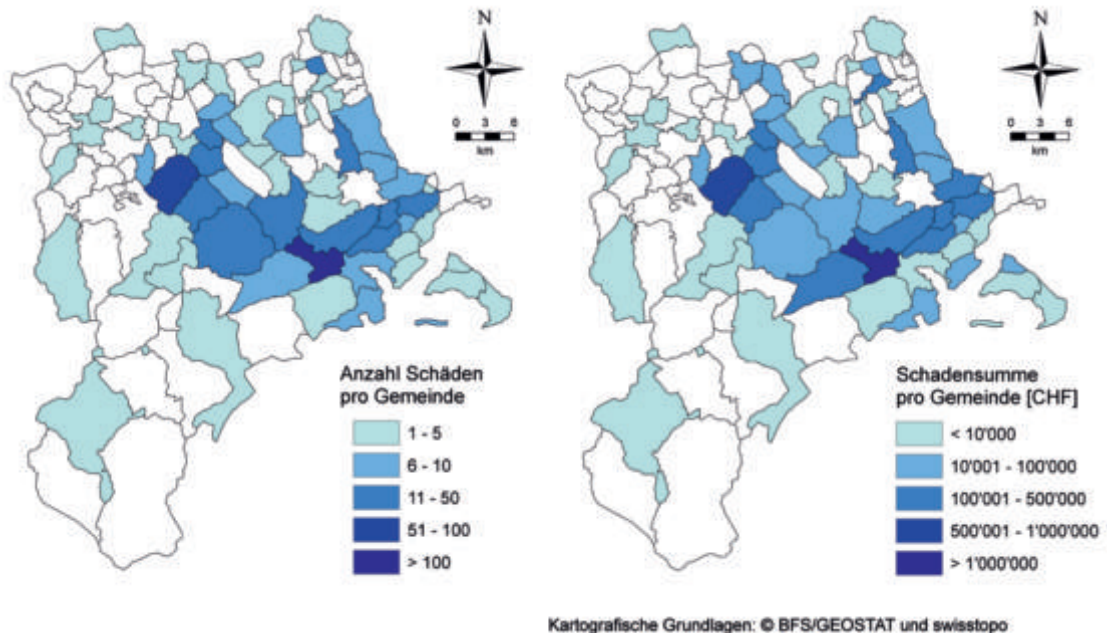 N
0 3 6
km
Anzahl Schäden
pro Gemeinde
1 - 5
6 - 10
11 - 50
51 - 100
> 100
N
0 3 6
km
Schadensumme
pro Gemeinde [CHF]
< 10'000
10'001 - 100'000
100'001 - 500'000
500'001 - 1'000'000
> 1'000'000
Kartografische Grundlagen: © BFS/GEOSTAT und swisstopo